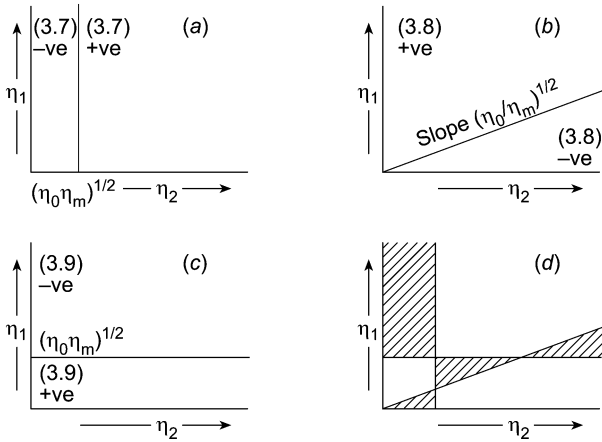 (3.7) (3.7) (a)
–ve +ve
η1
(η0ηm)1/2 η2
(3.8) (b)
+ve
Slope (η0/ηm)1/2
η1
(3.8)
–ve
η2
(3.9) (c)
–ve
(η0ηm)1/2
η1
(3.9)
+ve
η2
(d)
η1
η2